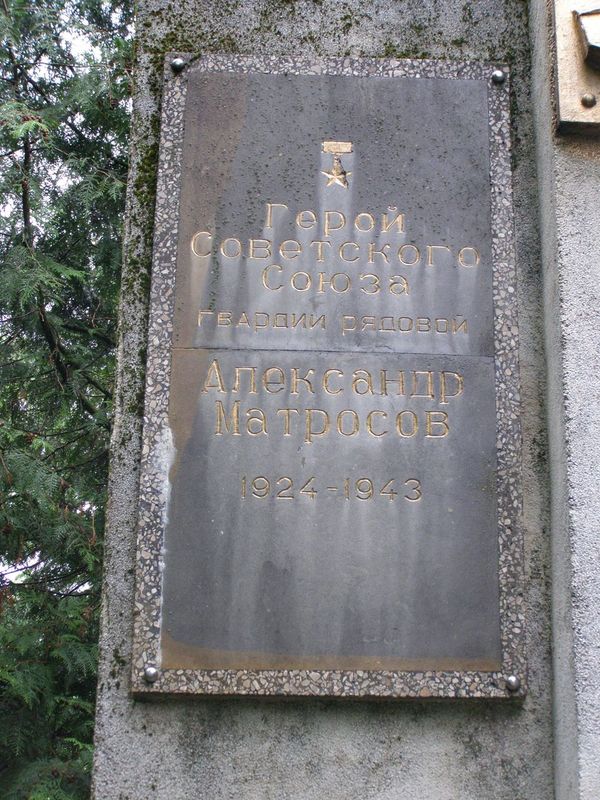 Герой
Советского
Союза
гвардии рядовой
Александр
Матросов
1924-1943